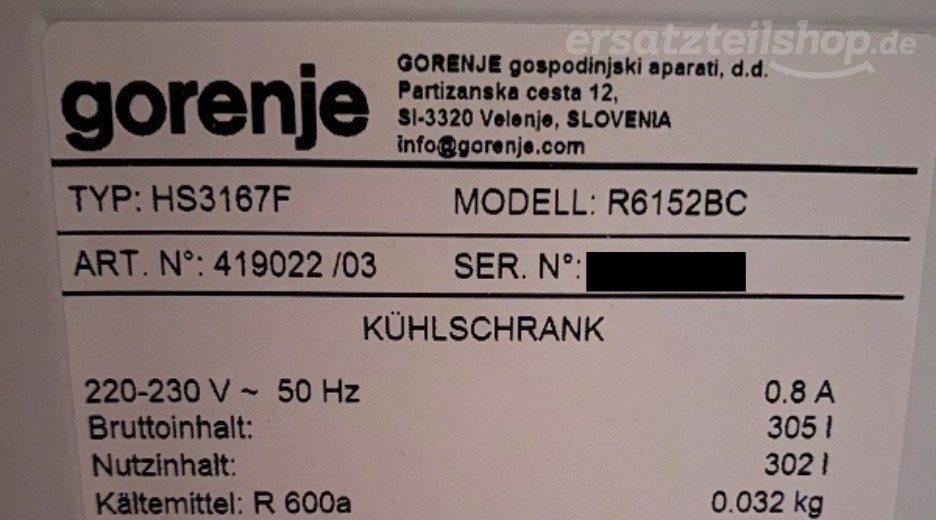 ersatzteilshop.de
gorenje
GORENJE gospodinjski aparati, d.d.
Partizanska cesta 12,
SI-3320 Velenje, SLOVENIA
info@gorenje.com
TYP: HS3167F MODELL: R6152BC
ART. N°: 419022 /03 SER. N°:
KÜHLSCHRANK
220-230 V ~ 50 Hz 0.8 A
Bruttoinhalt: 305 l
Nutzinhalt: 302 l
Kältemittel: R 600a 0.032 kg